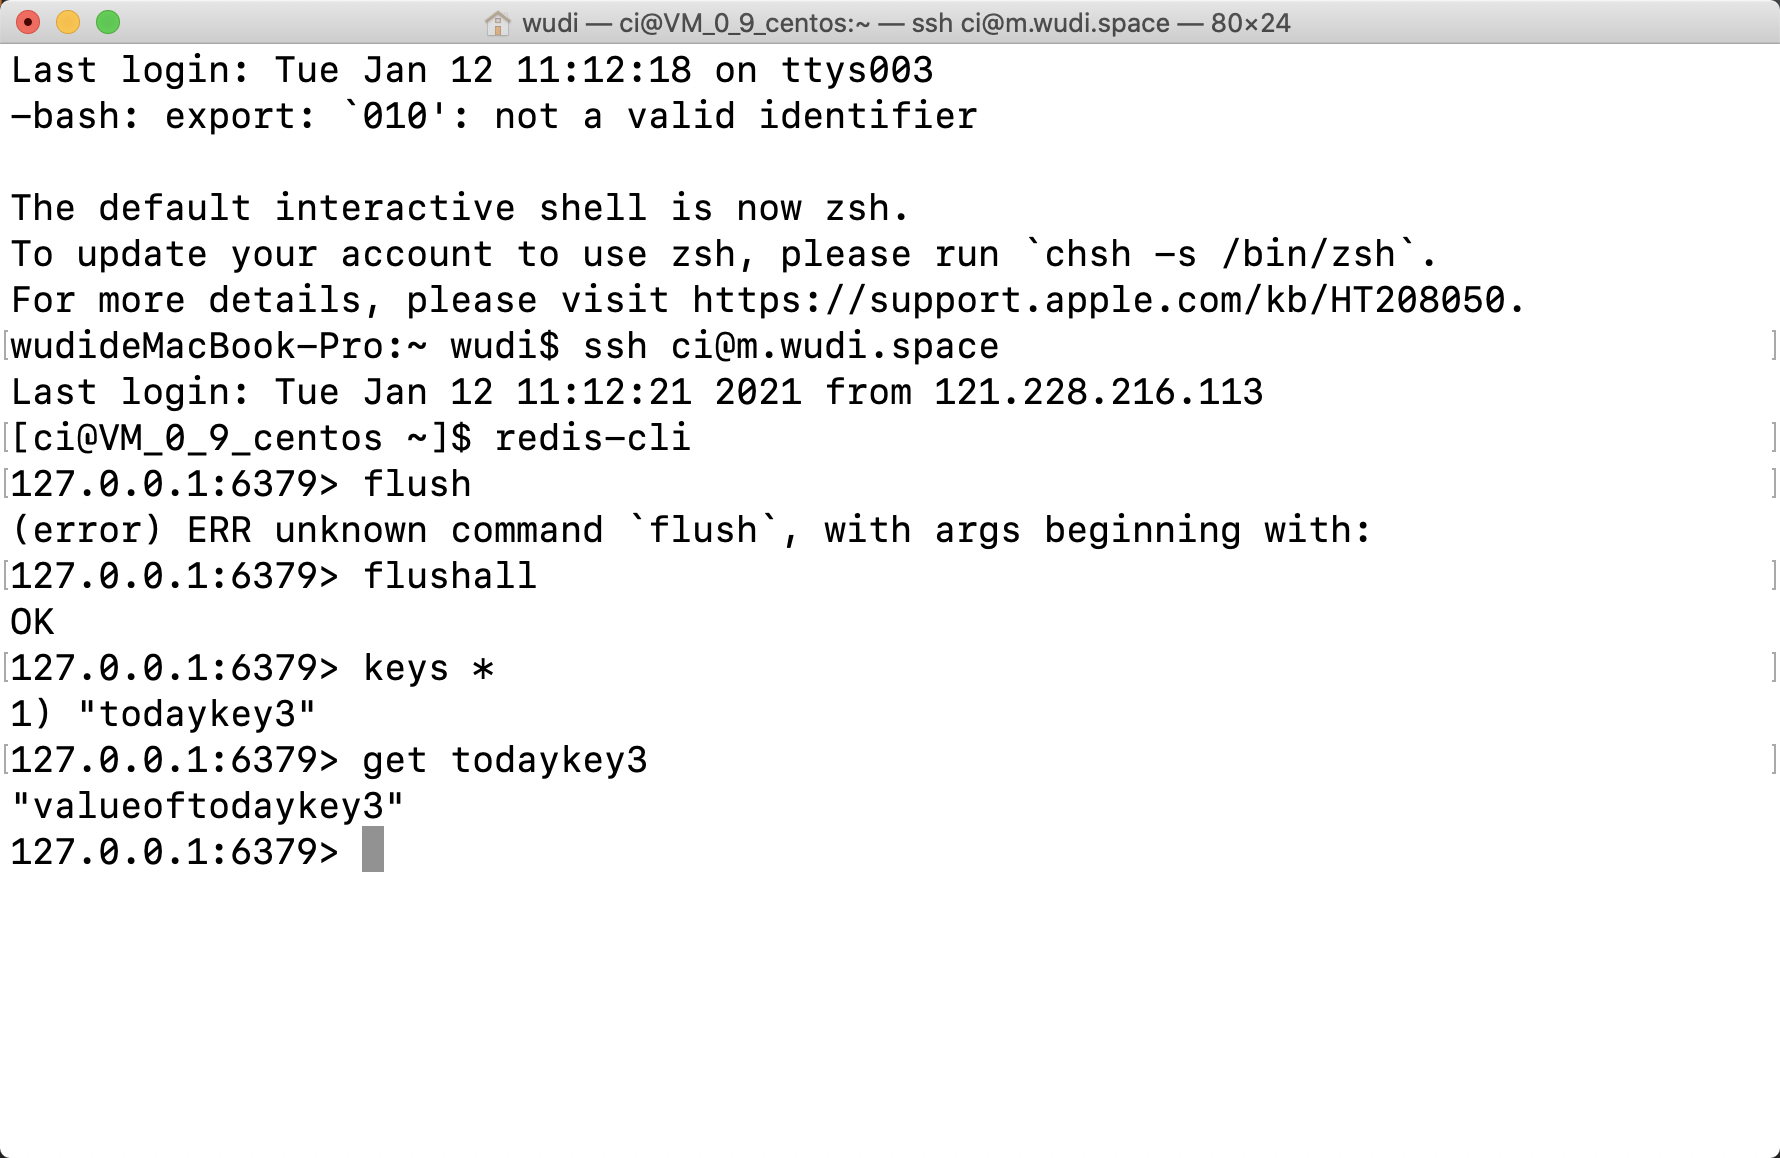 wudi — ci@VM_0_9_centos:~ — ssh ci@m.wudi.space — 80×24
Last login: Tue Jan 12 11:12:18 on ttys003
-bash: export: `010': not a valid identifier
The default interactive shell is now zsh.
To update your account to use zsh, please run `chsh -s /bin/zsh`.
For more details, please visit https://support.apple.com/kb/HT208050.
[wudideMacBook-Pro:~ wudi$ ssh ci@m.wudi.space ]
Last login: Tue Jan 12 11:12:21 2021 from 121.228.216.113
[[ci@VM_0_9_centos ~]$ redis-cli ]
[127.0.0.1:6379> flush ]
(error) ERR unknown command `flush`, with args beginning with:
[127.0.0.1:6379> flushall ]
OK
[127.0.0.1:6379> keys * ]
1) "todaykey3"
[127.0.0.1:6379> get todaykey3 ]
"valueoftodaykey3"
127.0.0.1:6379>